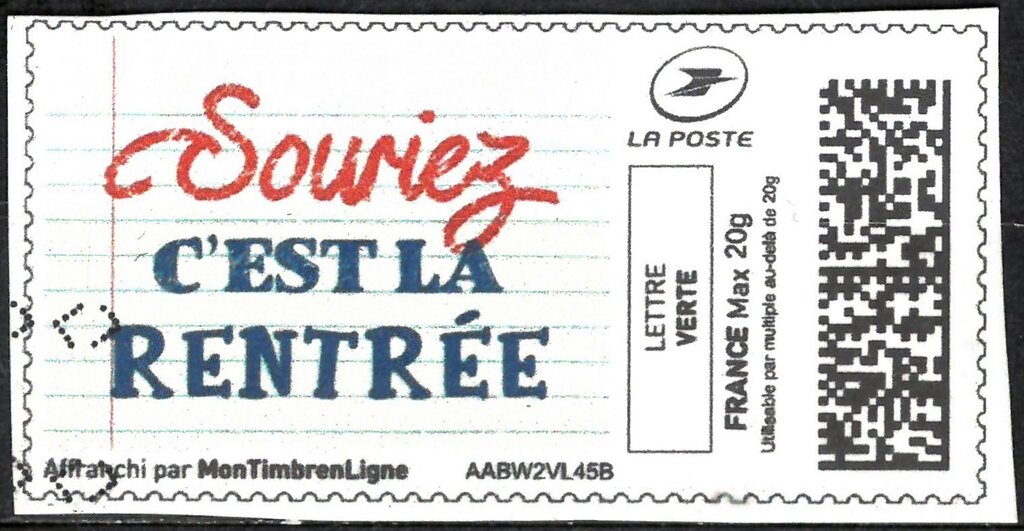 Souriez
C'EST LA
RENTRÉE
Affranchi par MonTimbrenLigne
AABW2VL45B
LA POSTE
LETTRE
VERTE
FRANCE Max 20g
Utilisable par multiple au-delà de 20g